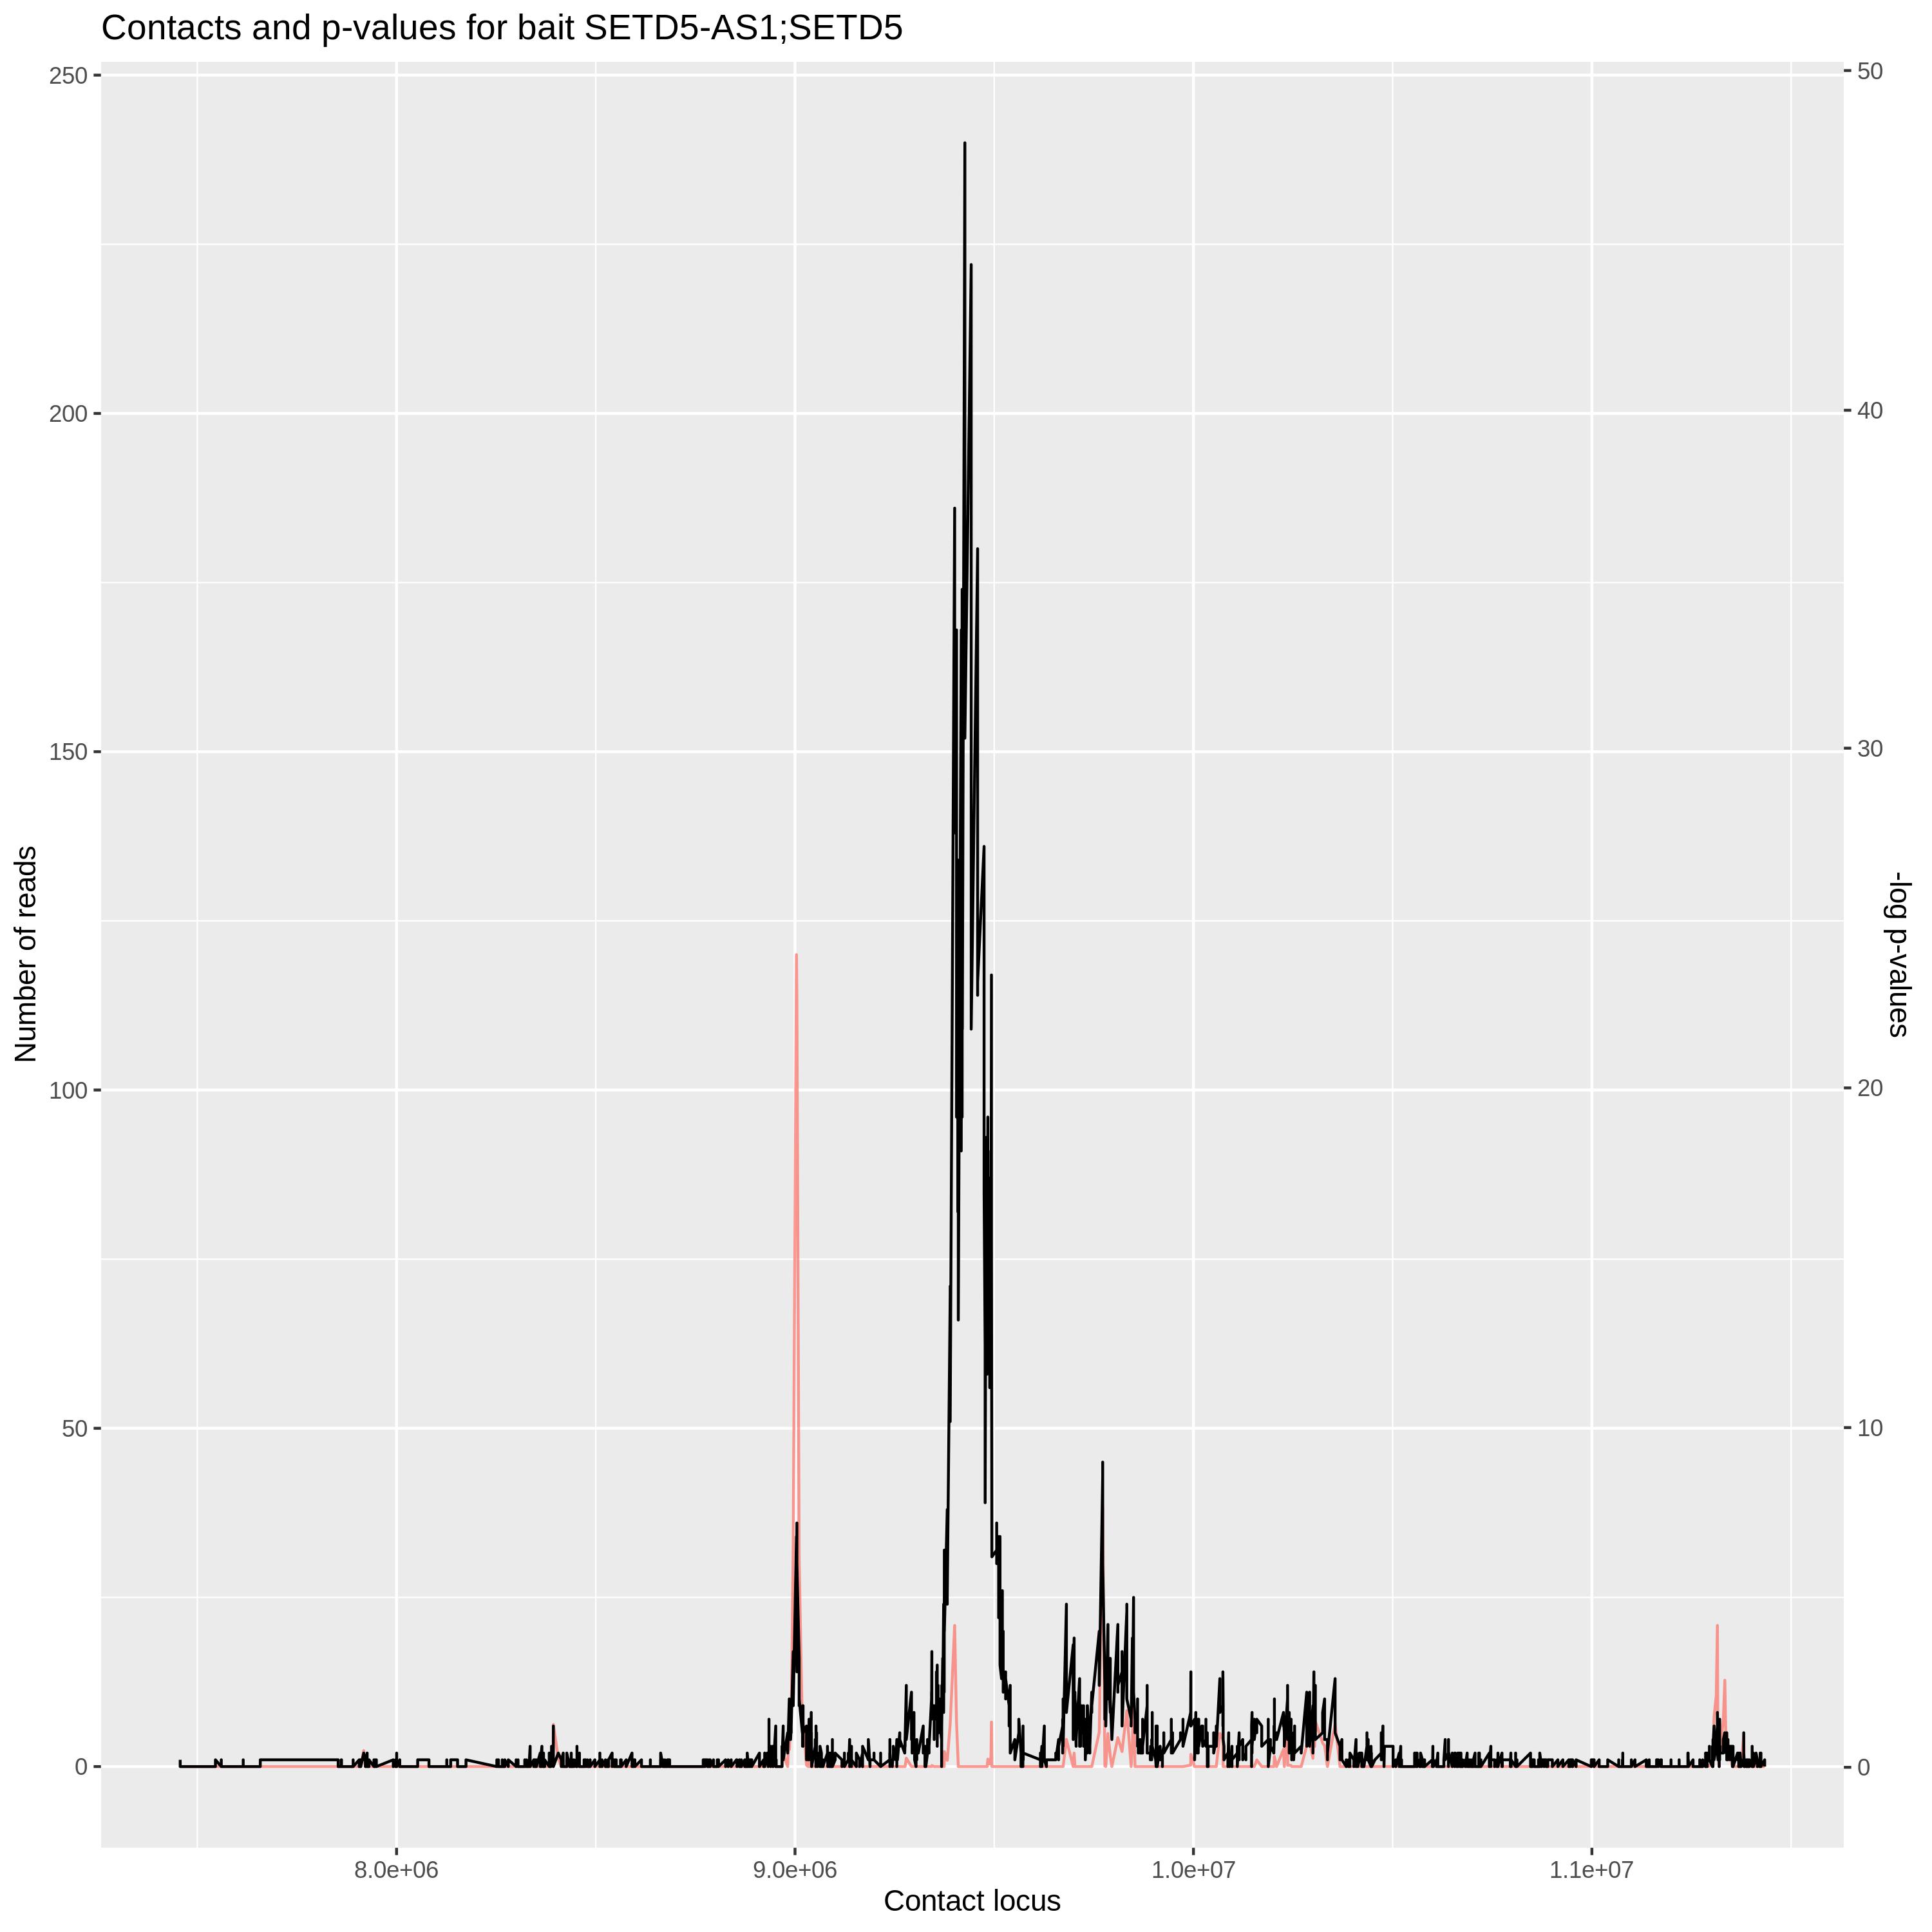 Contacts and p-values for bait SETD5-AS1;SETD5
250
200
150
100
50
0
Number of reads
50
40
30
20
10
0
-log p-values
8.0e+06 9.0e+06 1.0e+07 1.1e+07
Contact locus